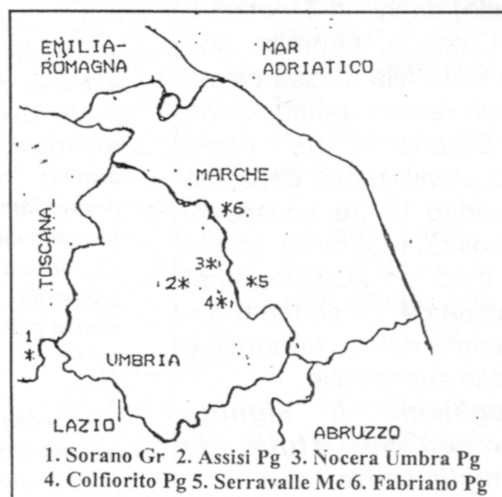 EMILIA-
ROMAGNA
MAR
ADRIATICO
MARCHE
*6
TOSCANA
3*
2*
*5
4*
1
*
UMBRIA
LAZIO
ABRUZZO
1. Sorano Gr 2. Assisi Pg 3. Nocera Umbra Pg
4. Colfiorito Pg 5. Serravalle Mc 6. Fabriano Pg